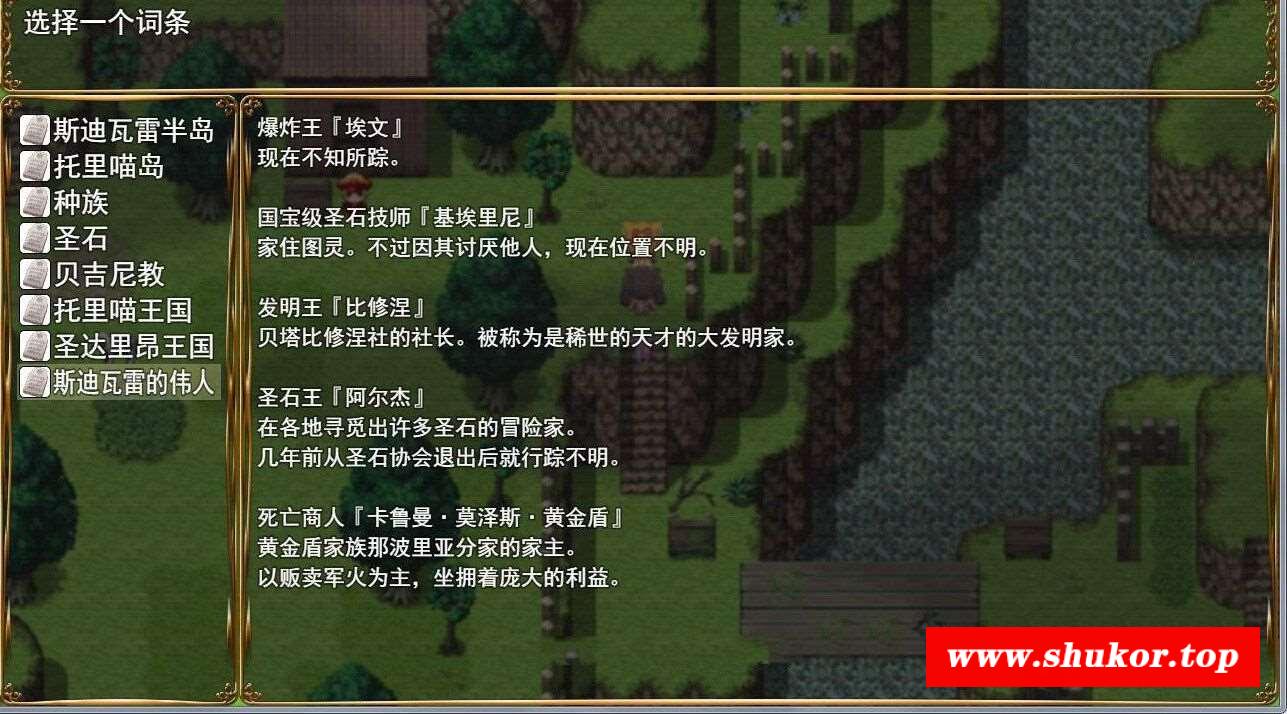 选择一个词条
斯迪瓦雷半岛
托里喵岛
种族
圣石
贝吉尼教
托里喵王国
圣达里昂王国
斯迪瓦雷的伟人
爆炸王『埃文』
现在不知所踪。
国宝级圣石技师『基埃里尼』
家住图灵。不过因其讨厌他人，现在位置不明。
发明王『比修涅』
贝塔比修涅社的社长。被称为是稀世的天才的大发明家。
圣石王『阿尔杰』
在各地寻觅出许多圣石的冒险家。
几年前从圣石协会退出后就行踪不明。
死亡商人『卡鲁曼·莫泽斯·黄金盾』
黄金盾家族那波里亚分家的家主。
以贩卖军火为主，坐拥着庞大的利益。
www.shukor.top